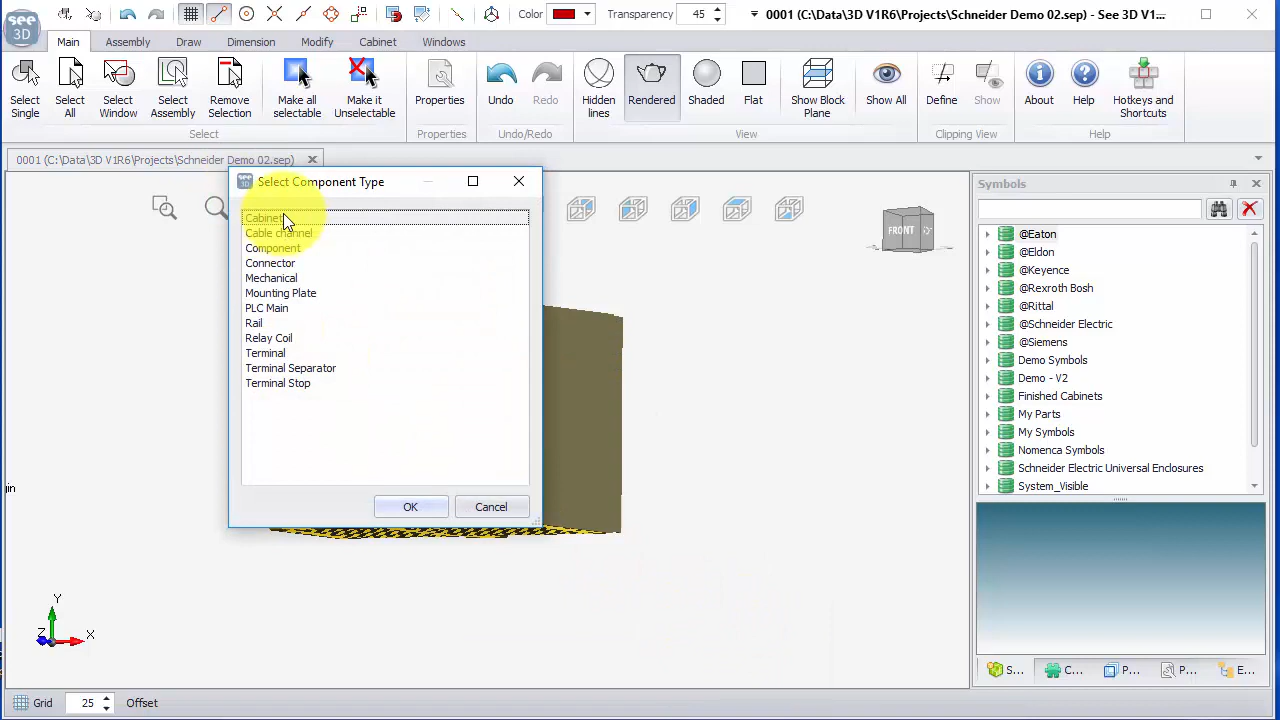 SEE 3D
Color
Transparency 45
0001 (C:\Data\3D V1R6\Projects\Schneider Demo 02.sep) - See 3D V1...
Main Assembly Draw Dimension Modify Cabinet Windows
Select Single
Select All
Select Window
Select Assembly
Remove Selection
Make all selectable
Make it Unselectable
Properties
Undo
Redo
Hidden lines
Rendered
Shaded
Flat
Show Block Plane
Show All
Define
Show
About
Help
Hotkeys and Shortcuts
Select
Properties
Undo/Redo
View
Clipping View
Help
0001 (C:\Data\3D V1R6\Projects\Schneider Demo 02.sep)
see 3D
Select Component Type
Cabinet
Cable channel
Component
Connector
Mechanical
Mounting Plate
PLC Main
Rail
Relay Coil
Terminal
Terminal Separator
Terminal Stop
OK
Cancel
FRONT
gin
Y
Z
X
Symbols
@Eaton
@Eldon
@Keyence
@Rexroth Bosh
@Rittal
@Schneider Electric
@Siemens
Demo Symbols
Demo - V2
Finished Cabinets
My Parts
My Symbols
Nomenca Symbols
Schneider Electric Universal Enclosures
System_Visible
S... C... P... P... E...
Grid 25 Offset